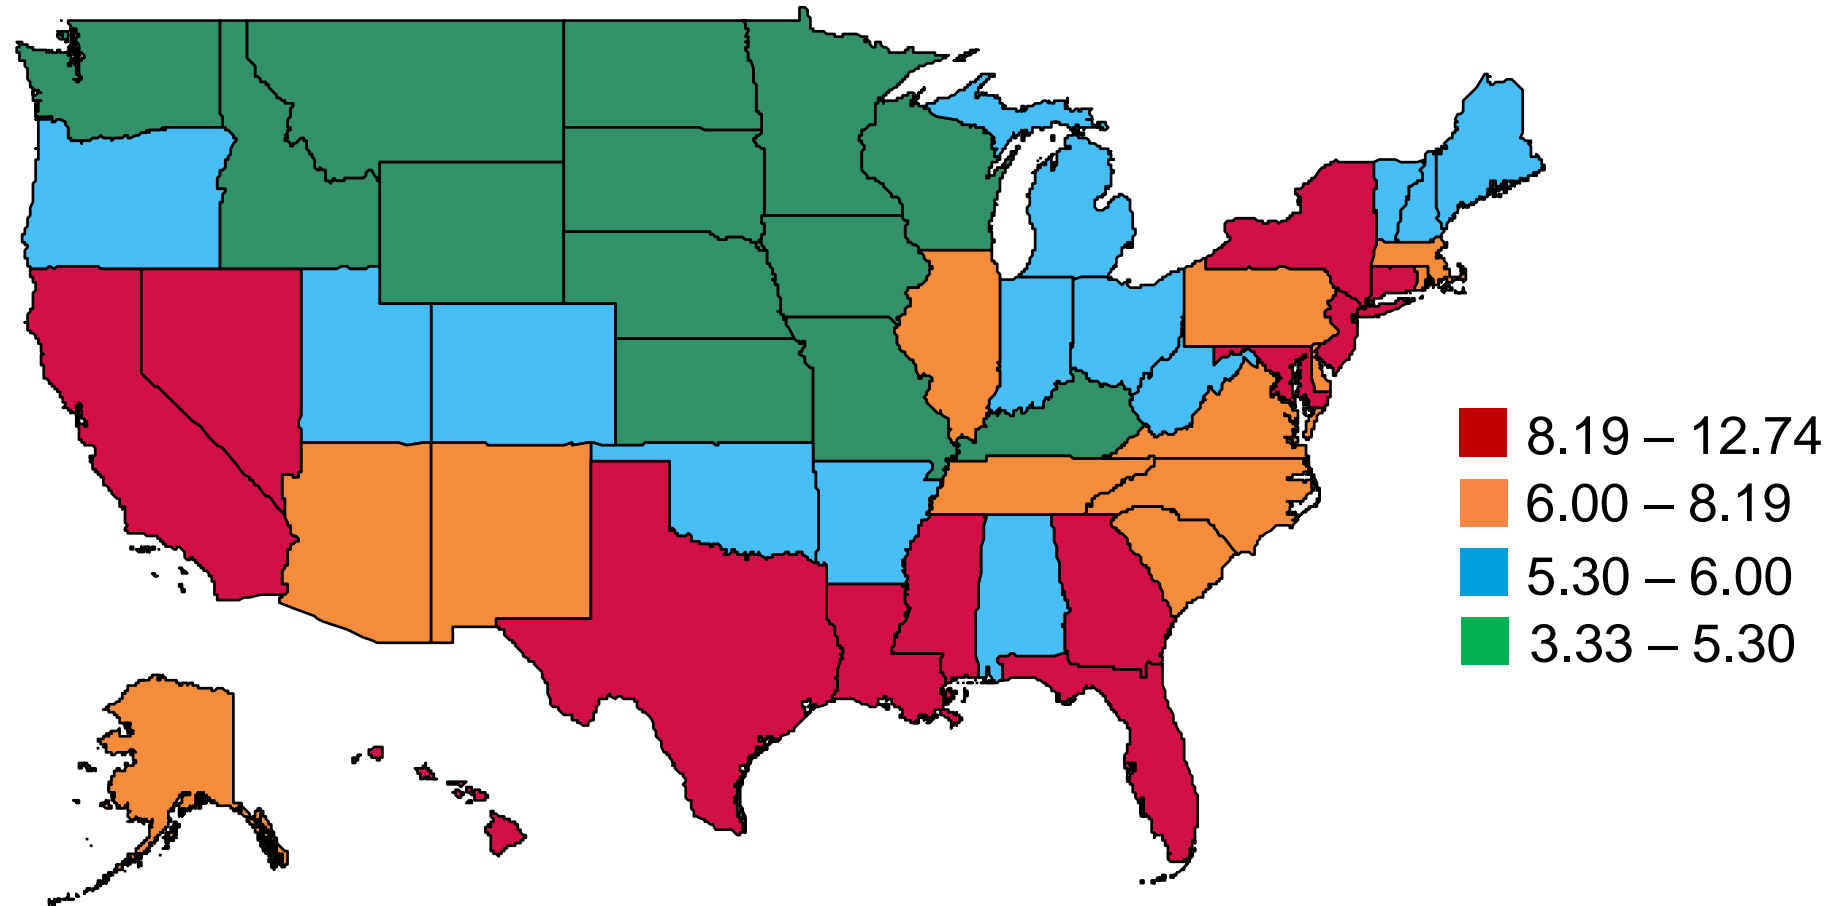 8.19 – 12.74
6.00 – 8.19
5.30 – 6.00
3.33 – 5.30